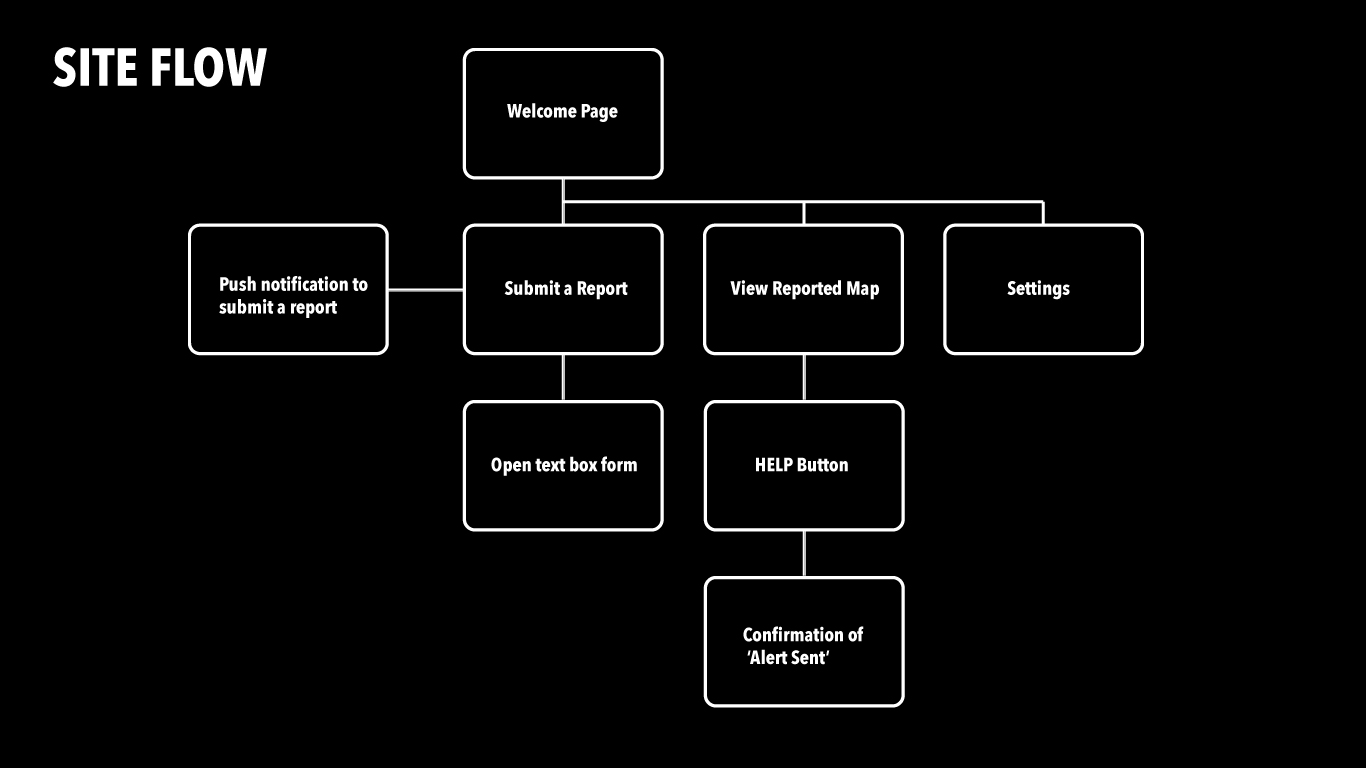 SITE FLOW
Welcome Page
Push notification to
submit a report
Submit a Report
View Reported Map
Settings
Open text box form
HELP Button
Confirmation of
‘Alert Sent’